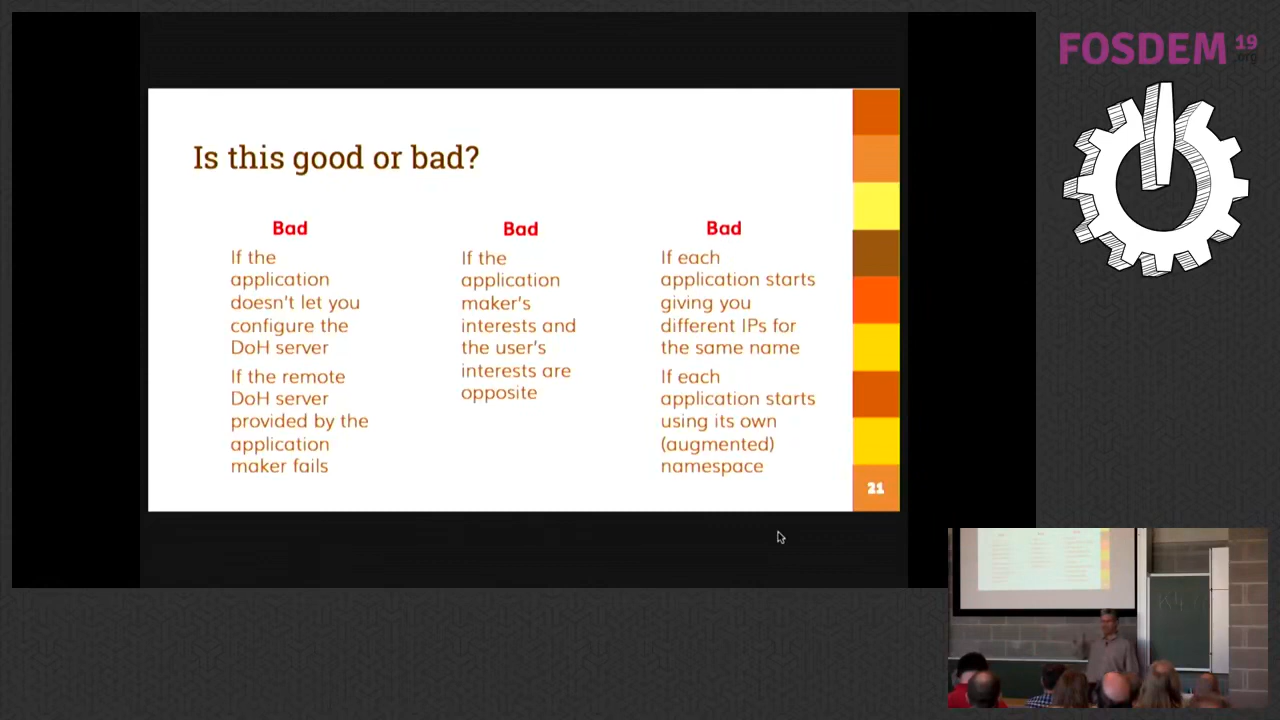 FOSDEM 19
.org
Is this good or bad?
Bad
If the
application
doesn't let you
configure the
DoH server
If the remote
DoH server
provided by the
application
maker fails
Bad
If the
application
maker's
interests and
the user's
interests are
opposite
Bad
If each
application starts
giving you
different IPs for
the same name
If each
application starts
using its own
(augmented)
namespace
21